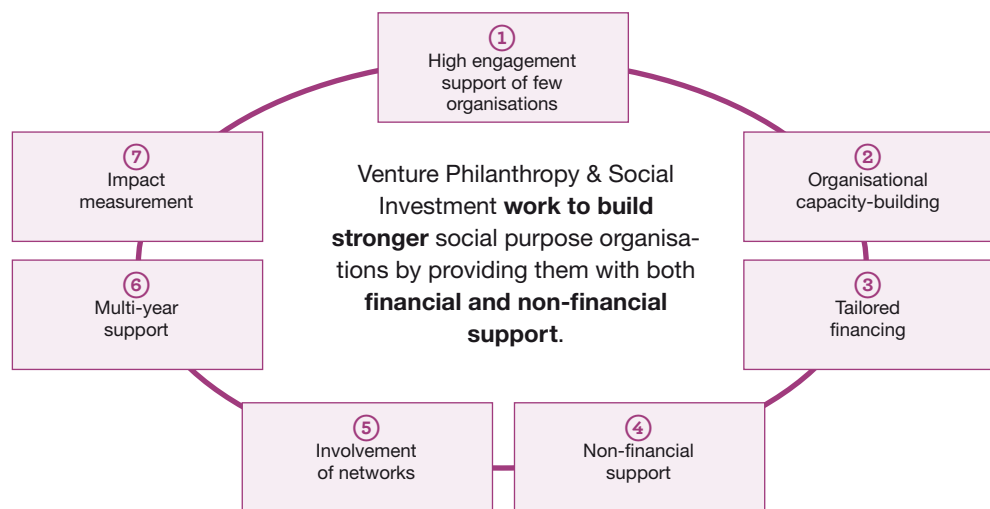 1
High engagement
support of few
organisations
2
Organisational
capacity-building
3
Tailored
financing
4
Non-financial
support
5
Involvement
of networks
6
Multi-year
support
7
Impact
measurement
Venture Philanthropy & Social
Investment work to build
stronger social purpose organisa-
tions by providing them with both
financial and non-financial
support.